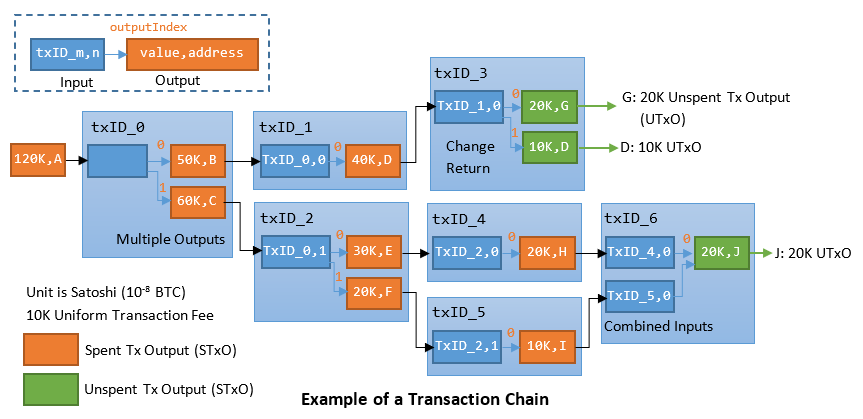 outputIndex
txID_m,n
value,address
Input
Output
txID_0
120K,A
0
50K,B
1
60K,C
Multiple Outputs
txID_1
TxID_0,0
0
40K,D
txID_3
TxID_1,0
0
20K,G
1
10K,D
Change
Return
G: 20K Unspent Tx Output
(UTxO)
D: 10K UTxO
txID_2
TxID_0,1
0
30K,E
1
20K,F
txID_4
TxID_2,0
0
20K,H
txID_5
TxID_2,1
0
10K,I
txID_6
TxID_4,0
0
20K,J
TxID_5,0
Combined Inputs
J: 20K UTxO
Unit is Satoshi (10⁻⁸ BTC)
10K Uniform Transaction Fee
Spent Tx Output (STxO)
Unspent Tx Output (STxO)
Example of a Transaction Chain